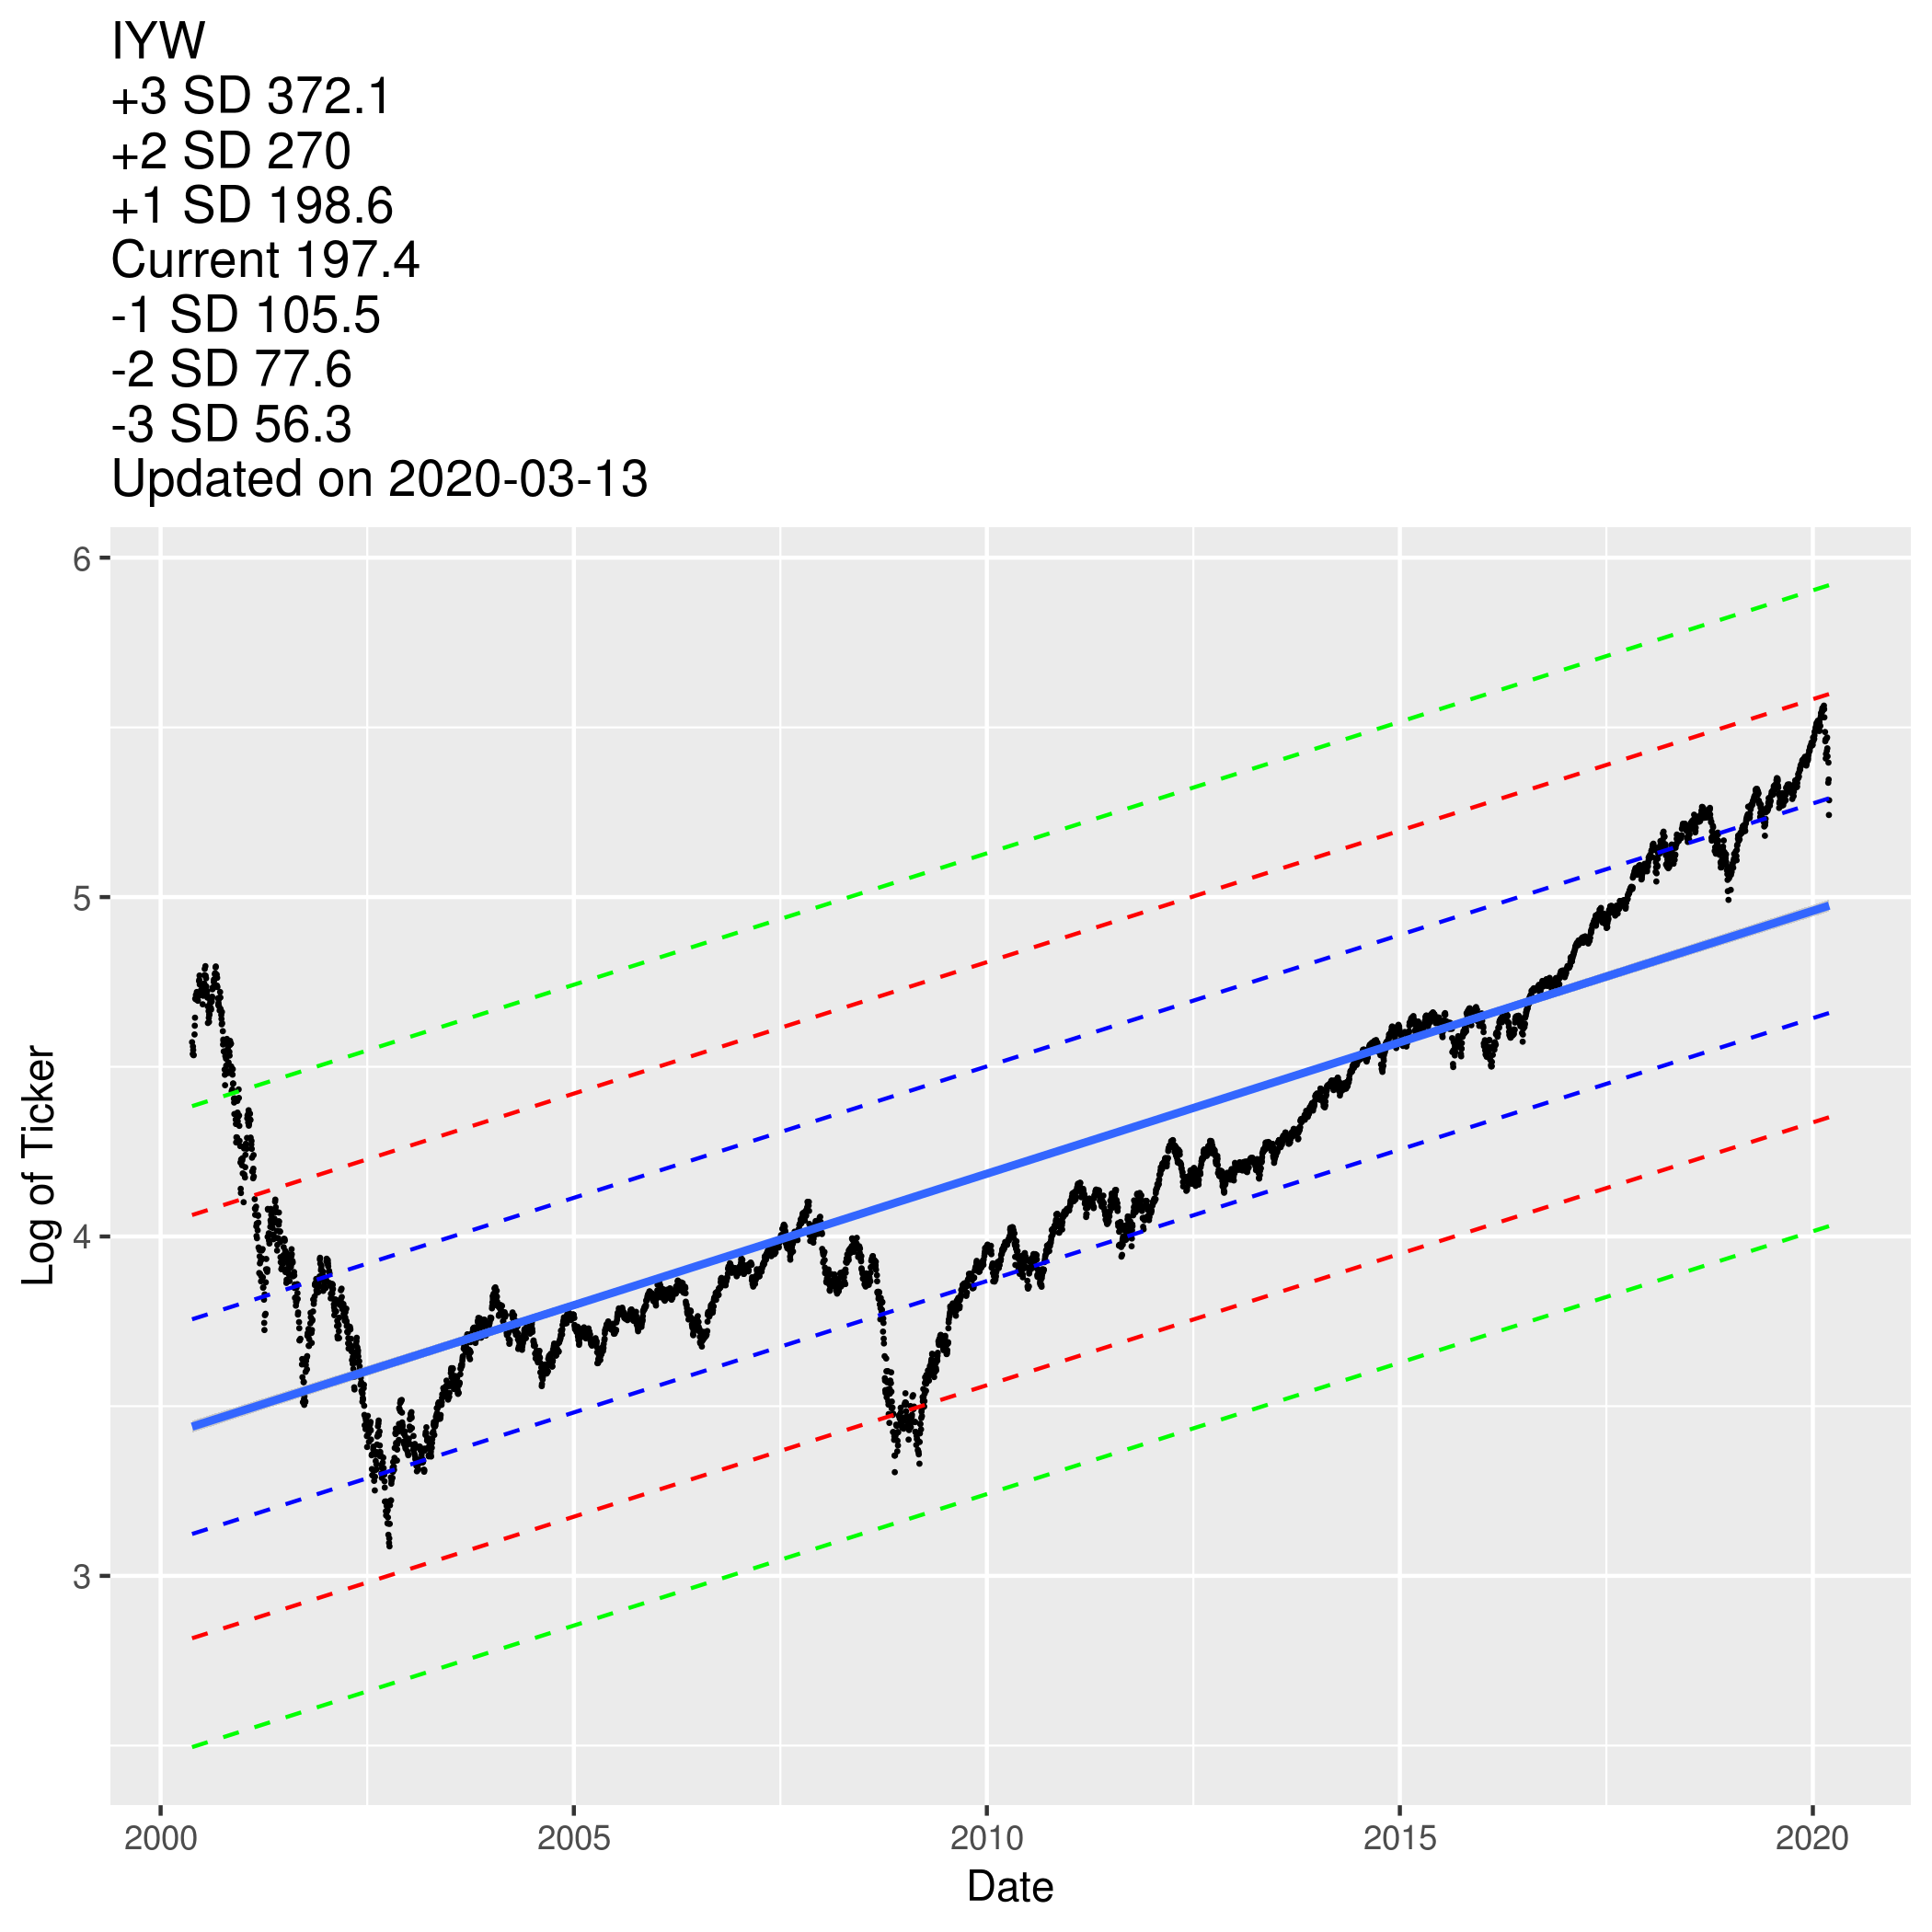 IYW
+3 SD 372.1
+2 SD 270
+1 SD 198.6
Current 197.4
-1 SD 105.5
-2 SD 77.6
-3 SD 56.3
Updated on 2020-03-13
6
5
4
3
Log of Ticker
2000 2005 2010 2015 2020
Date